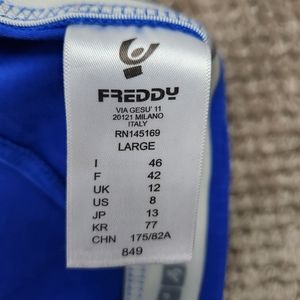 FREDDY
VIA GESU' 11
20121 MILANO
ITALY
RN145169
LARGE
I 46
F 42
UK 12
US 8
JP 13
KR 77
CHN 175/82A
849